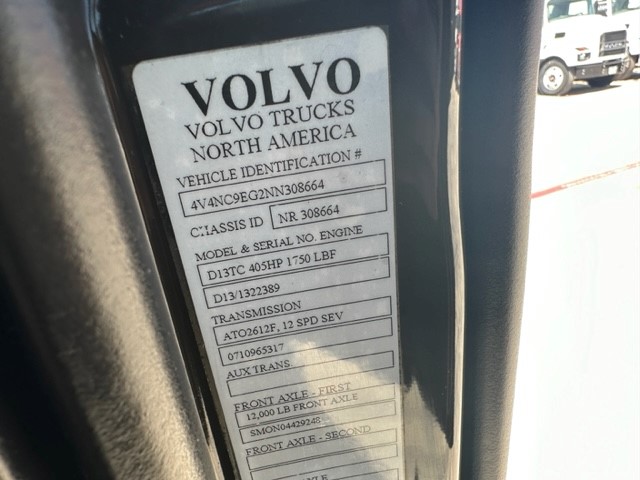 VOLVO
VOLVO TRUCKS
NORTH AMERICA
VEHICLE IDENTIFICATION #
4V4NC9EG2NN308664
CHASSIS ID
NR 308664
MODEL & SERIAL NO. ENGINE
D13TC 405HP 1750 LBF
D13/1322389
TRANSMISSION
ATO2612F, 12 SPD SEV
0710965317
AUX TRANS.
FRONT AXLE - FIRST
12,000 LB FRONT AXLE
SMON04429248
FRONT AXLE - SECOND
AXLE